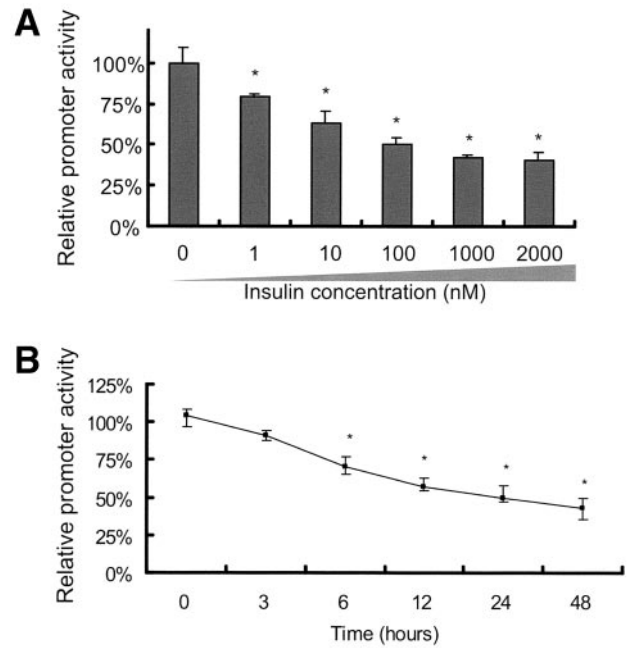 A
Relative promoter activity
100%
75%
50%
25%
0%
* * * * *
0 1 10 100 1000 2000
Insulin concentration (nM)
B
Relative promoter activity
125%
100%
75%
50%
25%
0%
* * * *
0 3 6 12 24 48
Time (hours)